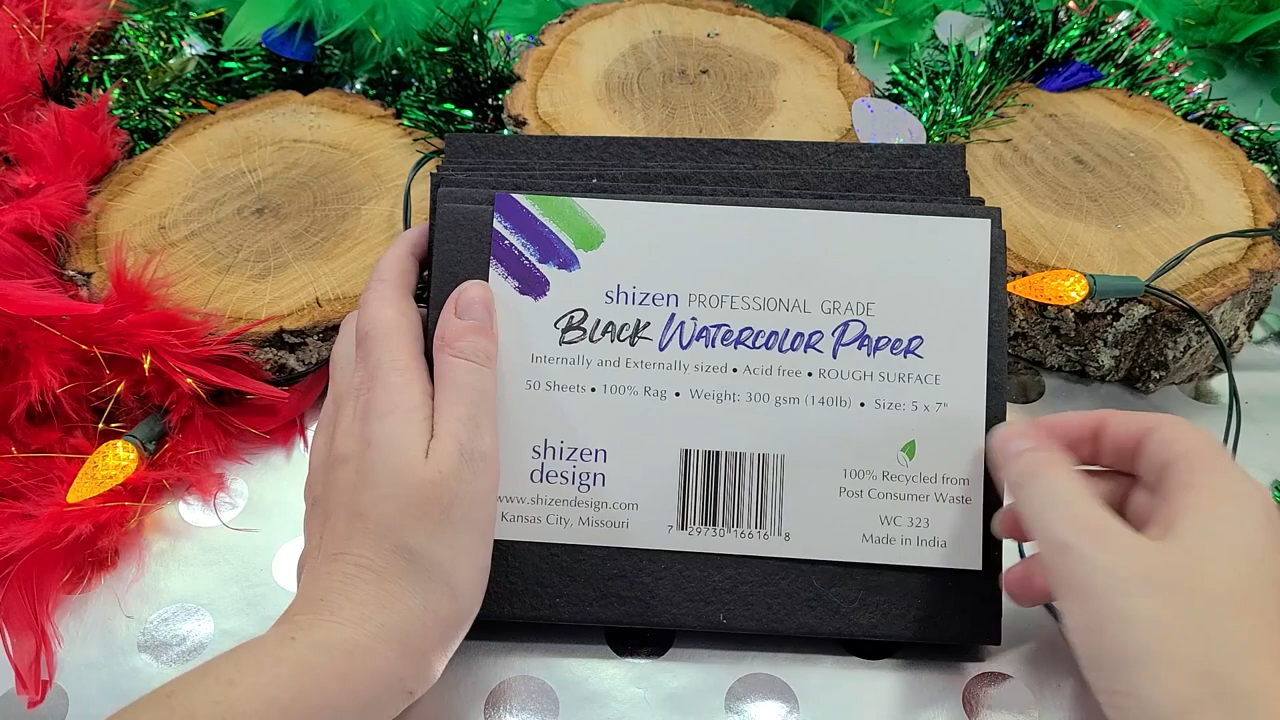 shizen PROFESSIONAL GRADE
BLACK WATERCOLOR PAPER
Internally and Externally sized • Acid free • ROUGH SURFACE
50 Sheets • 100% Rag • Weight: 300 gsm (140lb) • Size: 5 x 7"
shizen
design
www.shizendesign.com
Kansas City, Missouri
7 29730 16616 8
100% Recycled from
Post Consumer Waste
WC 323
Made in India